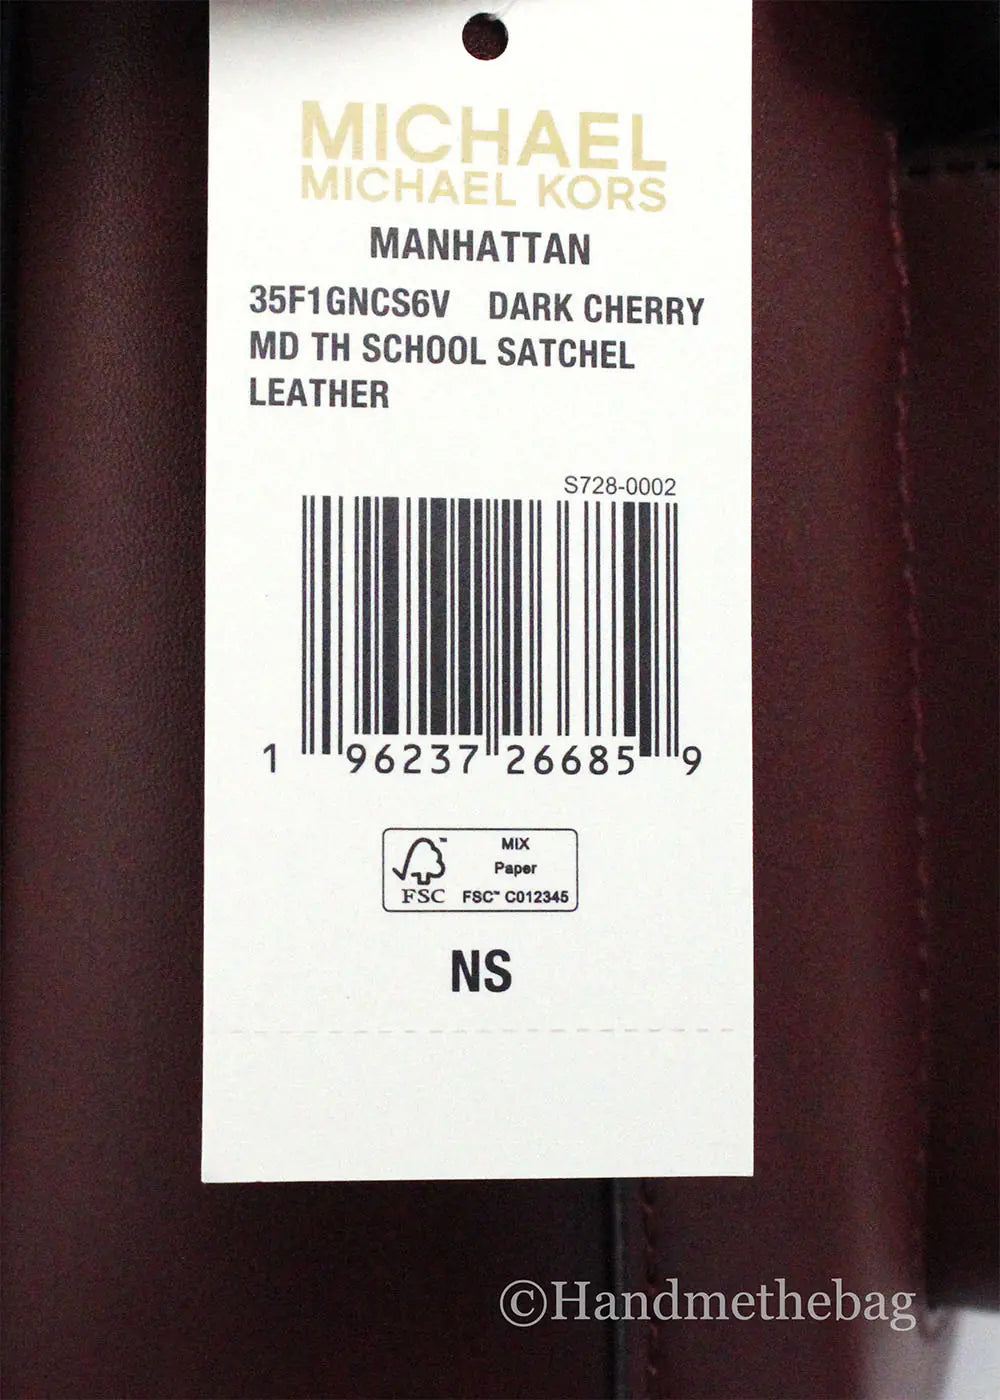 MICHAEL
MICHAEL KORS
MANHATTAN
35F1GNCS6V DARK CHERRY
MD TH SCHOOL SATCHEL
LEATHER
S728-0002
1 96237 26685 9
FSC
MIX
Paper
FSC™ C012345
NS
©Handmethebag